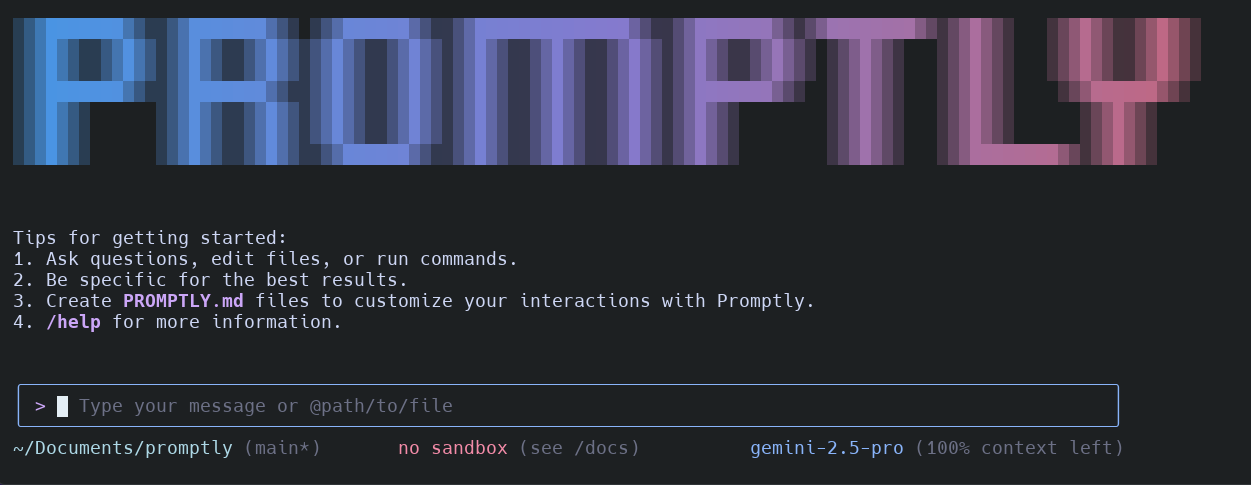 PROMPTLY
Tips for getting started:
1. Ask questions, edit files, or run commands.
2. Be specific for the best results.
3. Create PROMPTLY.md files to customize your interactions with Promptly.
4. /help for more information.
> Type your message or @path/to/file
~/Documents/promptly (main*) no sandbox (see /docs) gemini-2.5-pro (100% context left)